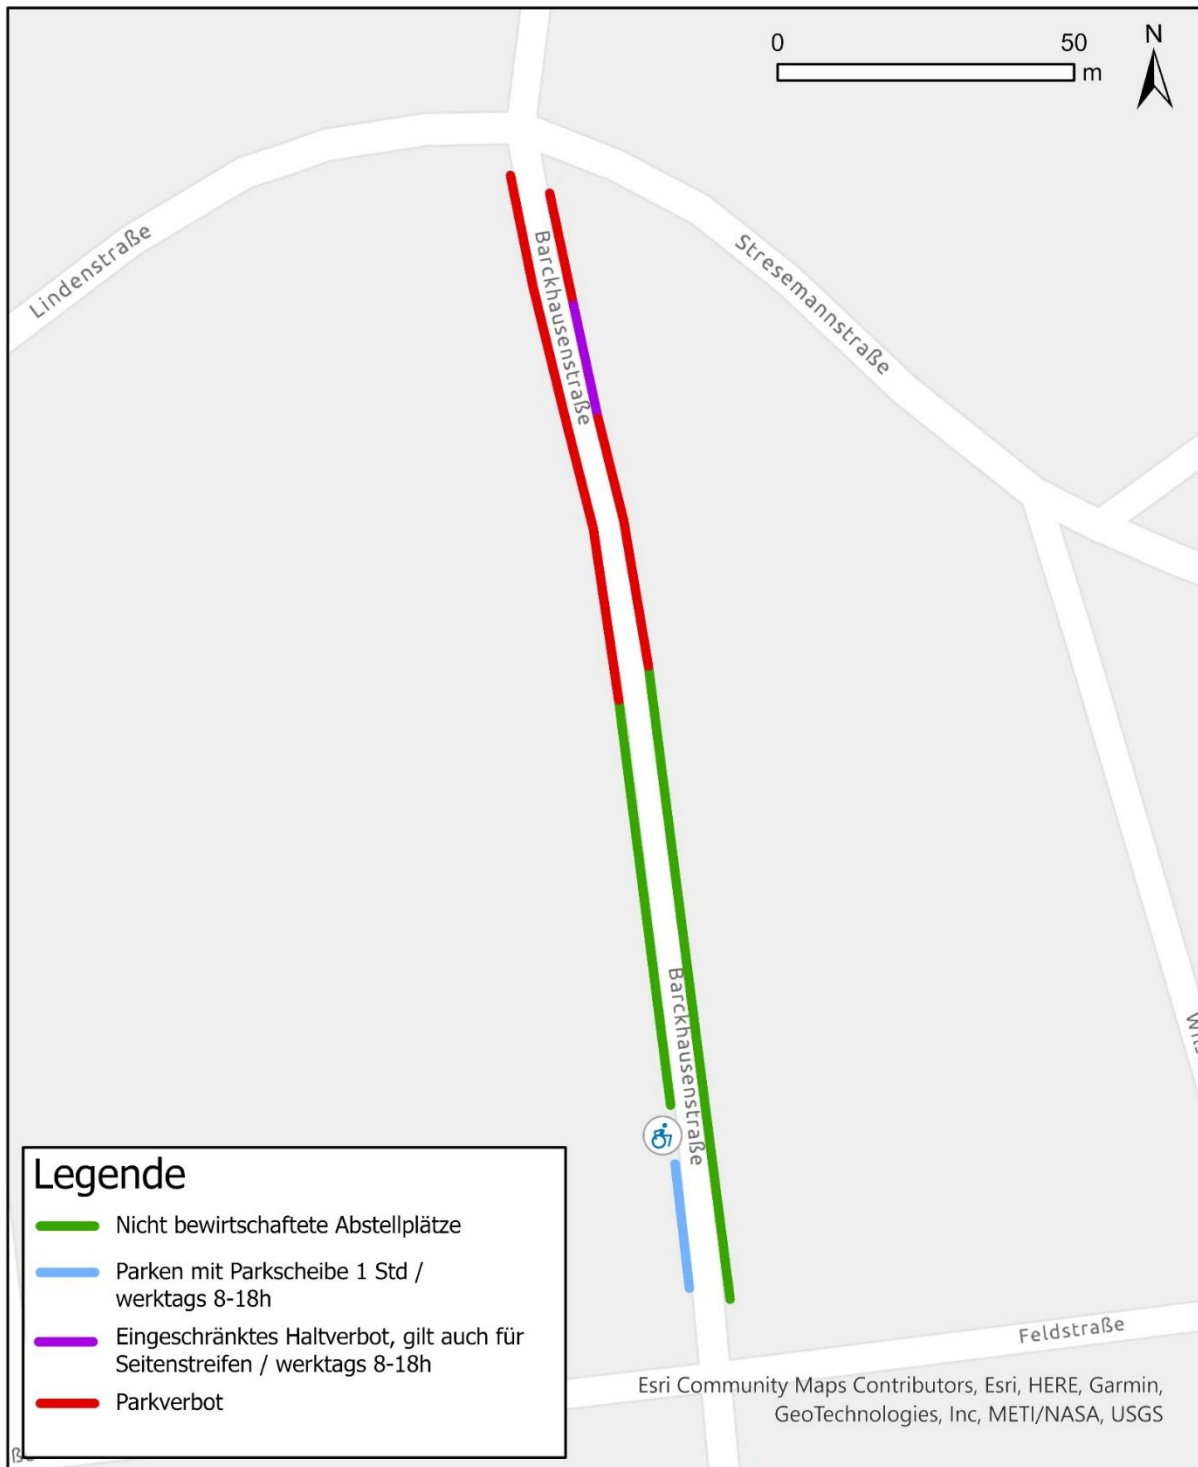 0 50
m
N
Lindenstraße
Barckhausenstraße
Stresemannstraße
Barckhausenstraße
Feldstraße
Legende
Nicht bewirtschaftete Abstellplätze
Parken mit Parkscheibe 1 Std /
werktags 8-18h
Eingeschränktes Haltverbot, gilt auch für
Seitenstreifen / werktags 8-18h
Parkverbot
Esri Community Maps Contributors, Esri, HERE, Garmin,
GeoTechnologies, Inc, METI/NASA, USGS